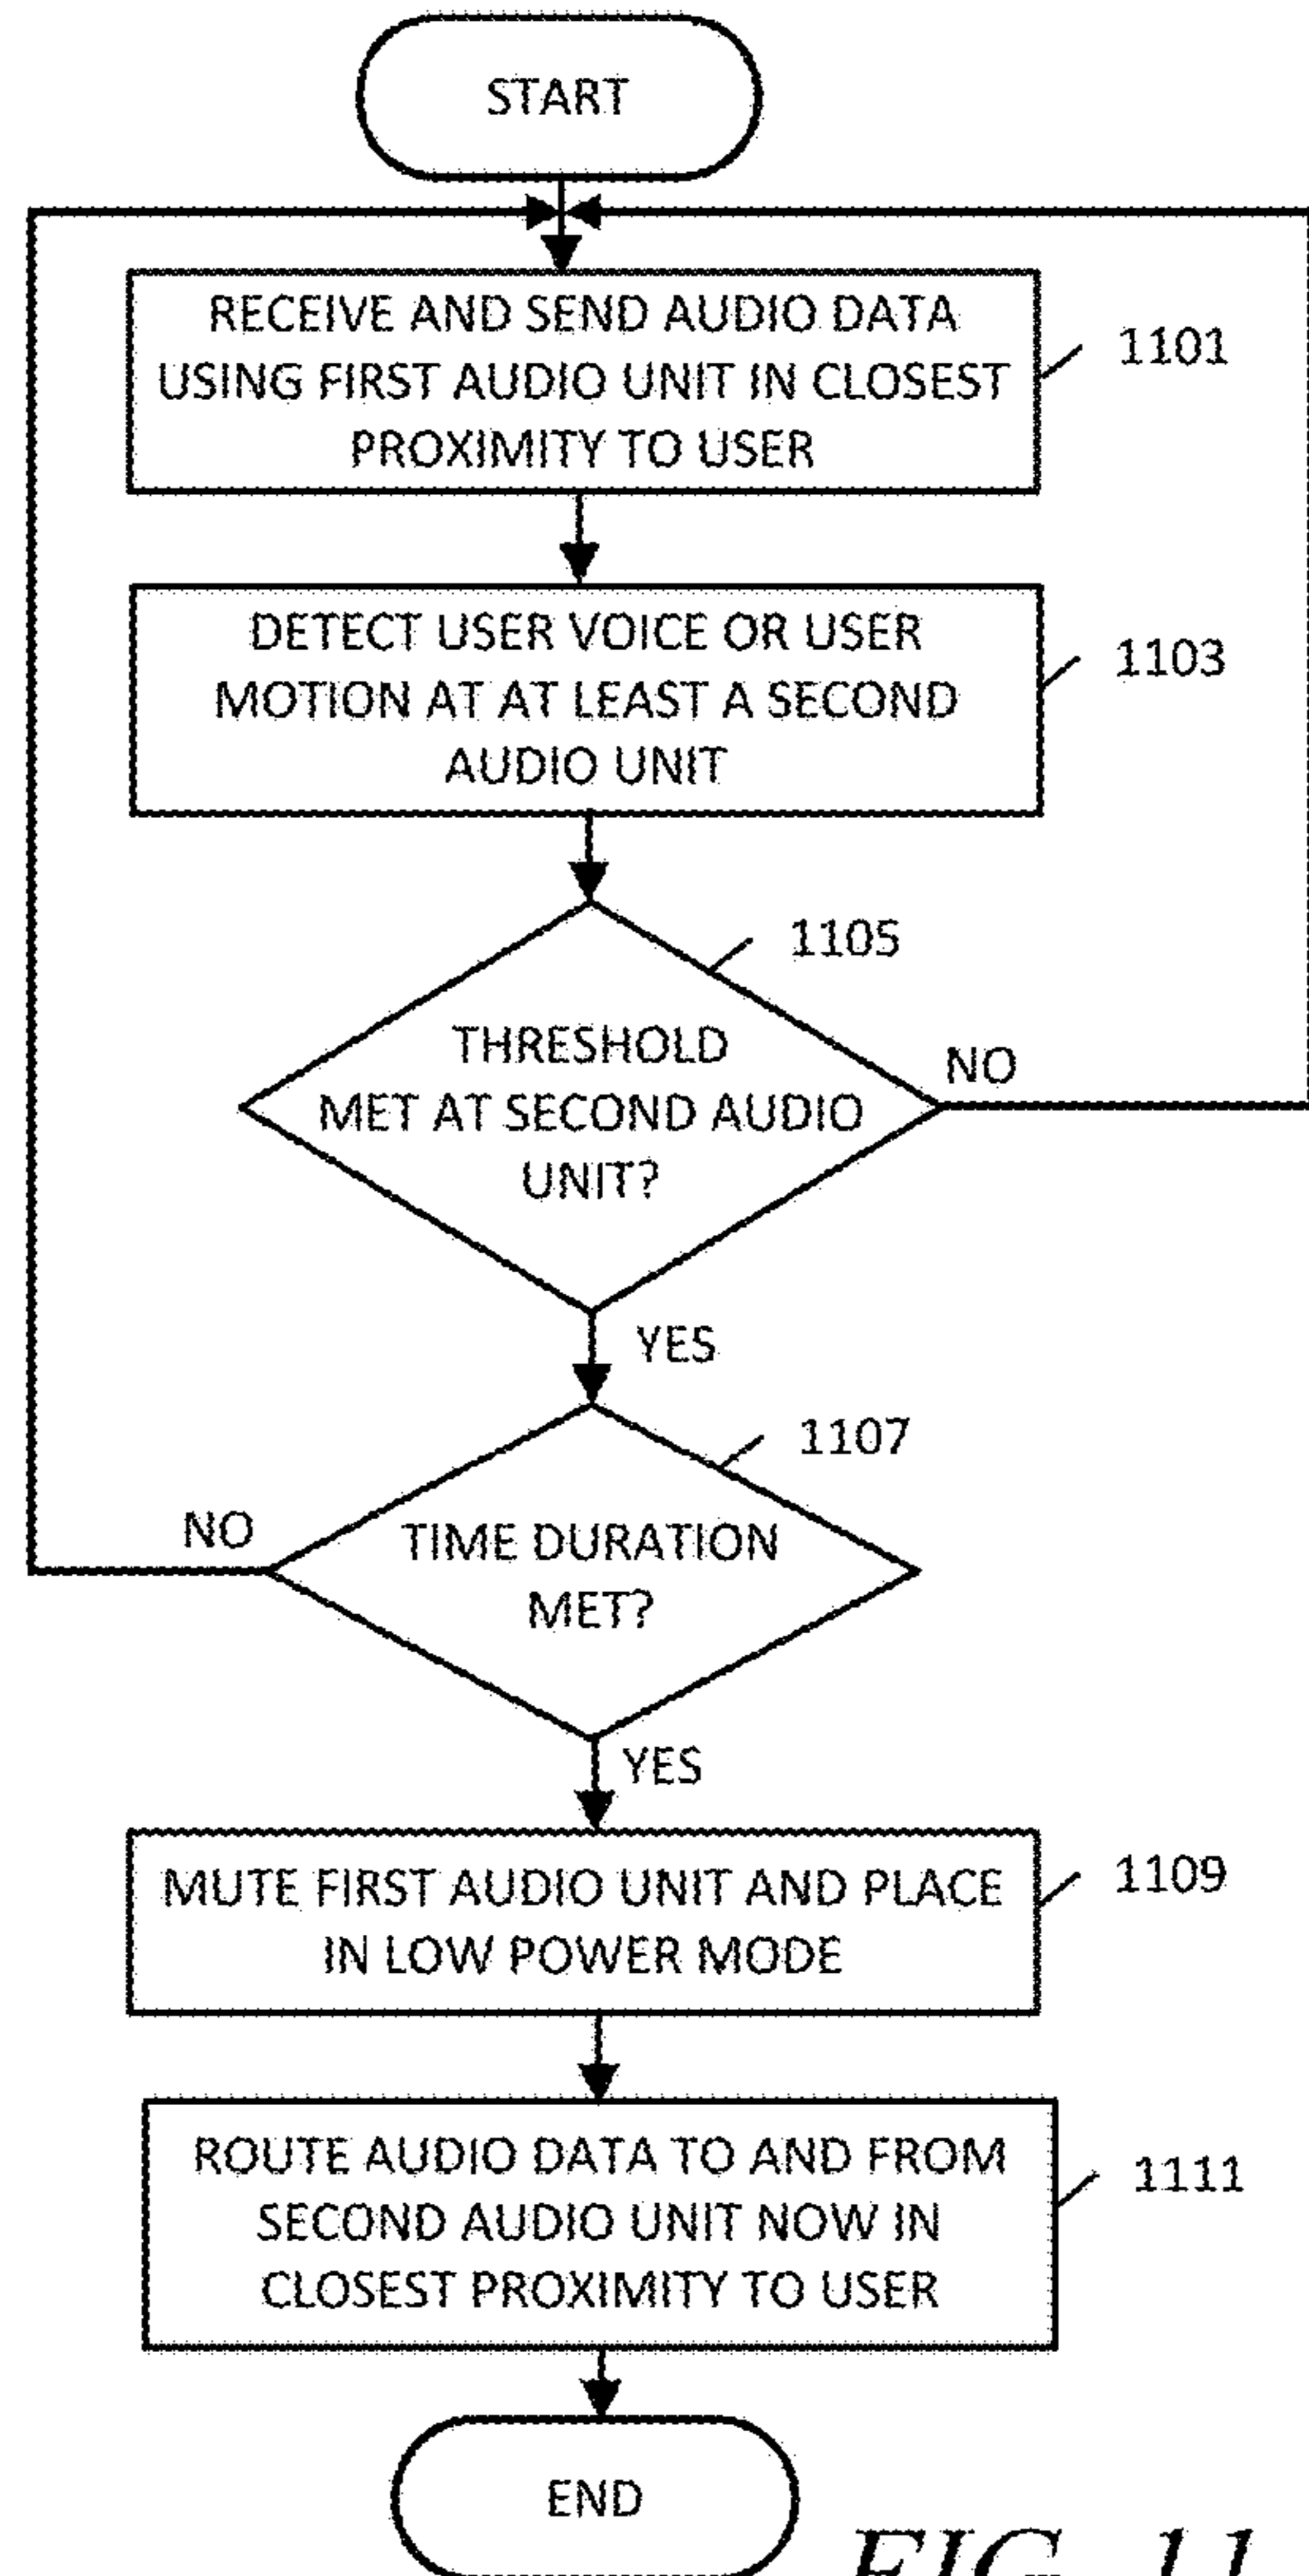 START
RECEIVE AND SEND AUDIO DATA
USING FIRST AUDIO UNIT IN CLOSEST
PROXIMITY TO USER
1101
DETECT USER VOICE OR USER
MOTION AT AT LEAST A SECOND
AUDIO UNIT
1103
1105
THRESHOLD
MET AT SECOND AUDIO
UNIT?
NO
YES
1107
TIME DURATION
MET?
NO
YES
MUTE FIRST AUDIO UNIT AND PLACE
IN LOW POWER MODE
1109
ROUTE AUDIO DATA TO AND FROM
SECOND AUDIO UNIT NOW IN
CLOSEST PROXIMITY TO USER
1111
END
FIG. 11